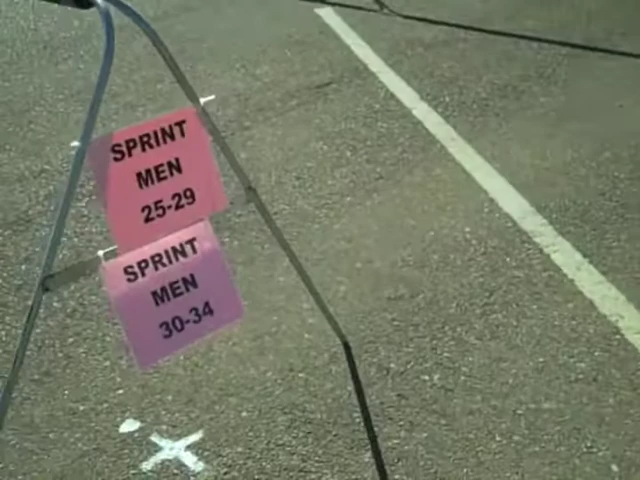 SPRINT
MEN
25-29
SPRINT
MEN
30-34